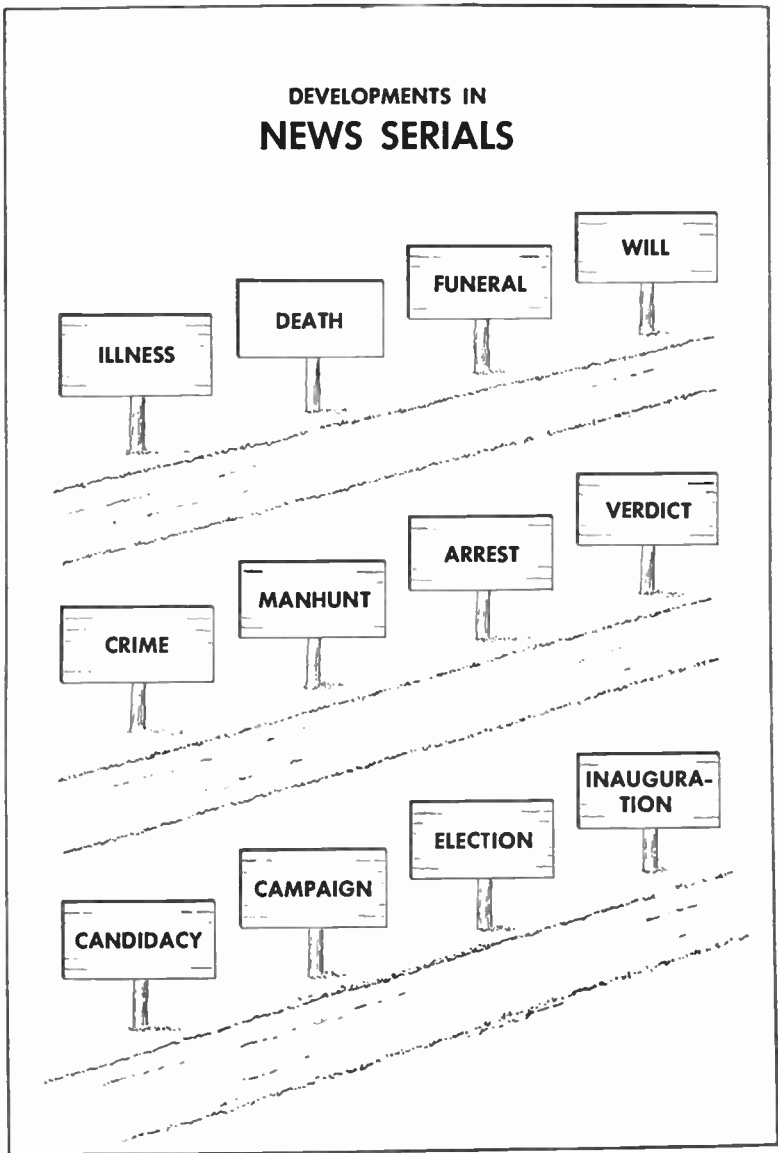 DEVELOPMENTS IN
NEWS SERIALS
ILLNESS
DEATH
FUNERAL
WILL
CRIME
MANHUNT
ARREST
VERDICT
CANDIDACY
CAMPAIGN
ELECTION
INAUGURA-
TION